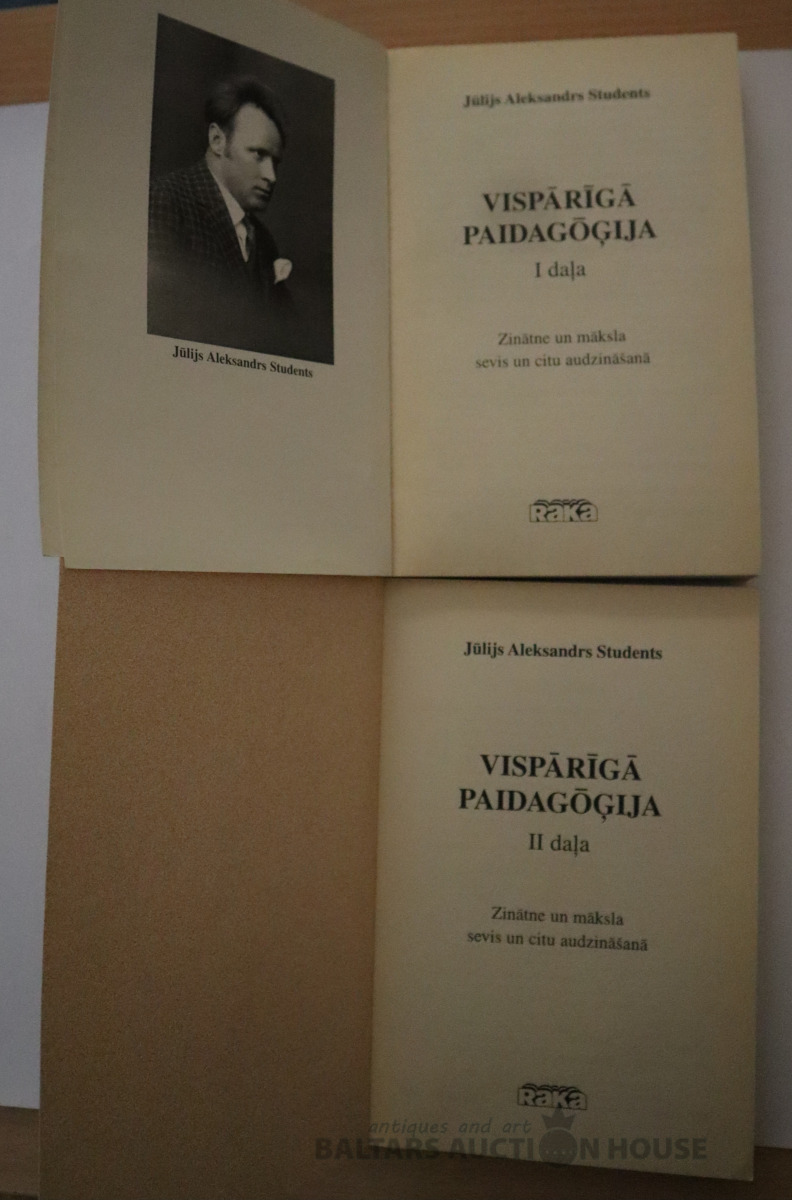 Jūlijs Aleksandrs Students
Jūlijs Aleksandrs Students
VISPĀRĪGĀ
PAIDAGŌĢIJA
I daļa
Zinātne un māksla
sevis un citu audzināšanā
RaKa
Jūlijs Aleksandrs Students
VISPĀRĪGĀ
PAIDAGŌĢIJA
II daļa
Zinātne un māksla
sevis un citu audzināšanā
RaKa
antiques and art
BALTARS AUCTION HOUSE